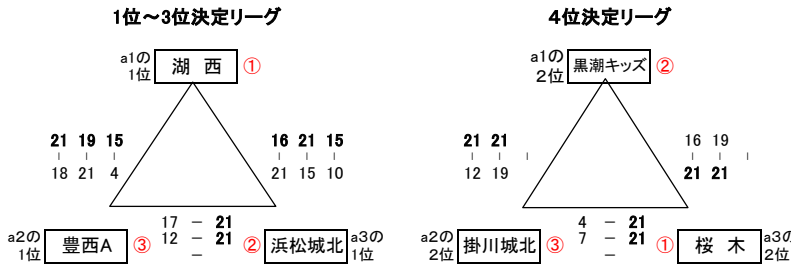 1位～3位決定リーグ
a1の
1位
湖　西
①
21 19 15
－ － －
18 21 4
16 21 15
－ － －
21 15 10
17 － 21
12 － 21
－
a2の
1位
豊西A
③
②
浜松城北
a3の
1位
４位決定リーグ
a1の
２位
黒潮キッズ
②
21 21
－ － －
12 19
16 19
－ － －
21 21
4 － 21
7 － 21
－
a2の
２位
掛川城北
③
①
桜　木
a3の
２位